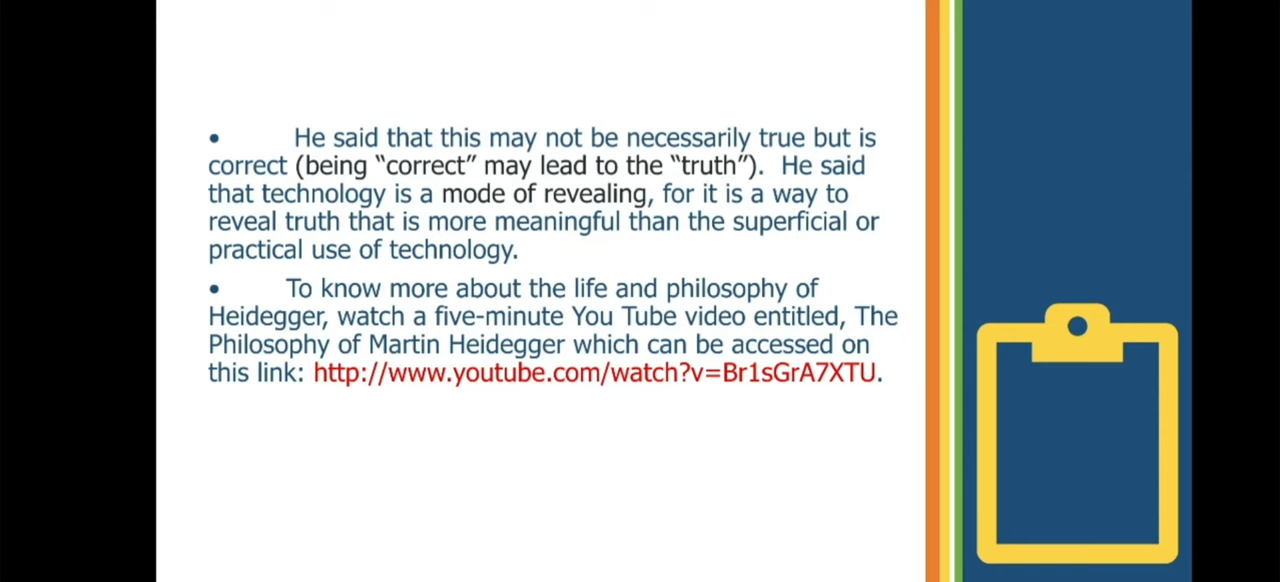 • He said that this may not be necessarily true but is
correct (being “correct” may lead to the “truth”). He said
that technology is a mode of revealing, for it is a way to
reveal truth that is more meaningful than the superficial or
practical use of technology.
• To know more about the life and philosophy of
Heidegger, watch a five-minute You Tube video entitled, The
Philosophy of Martin Heidegger which can be accessed on
this link: http://www.youtube.com/watch?v=Br1sGrA7XTU.